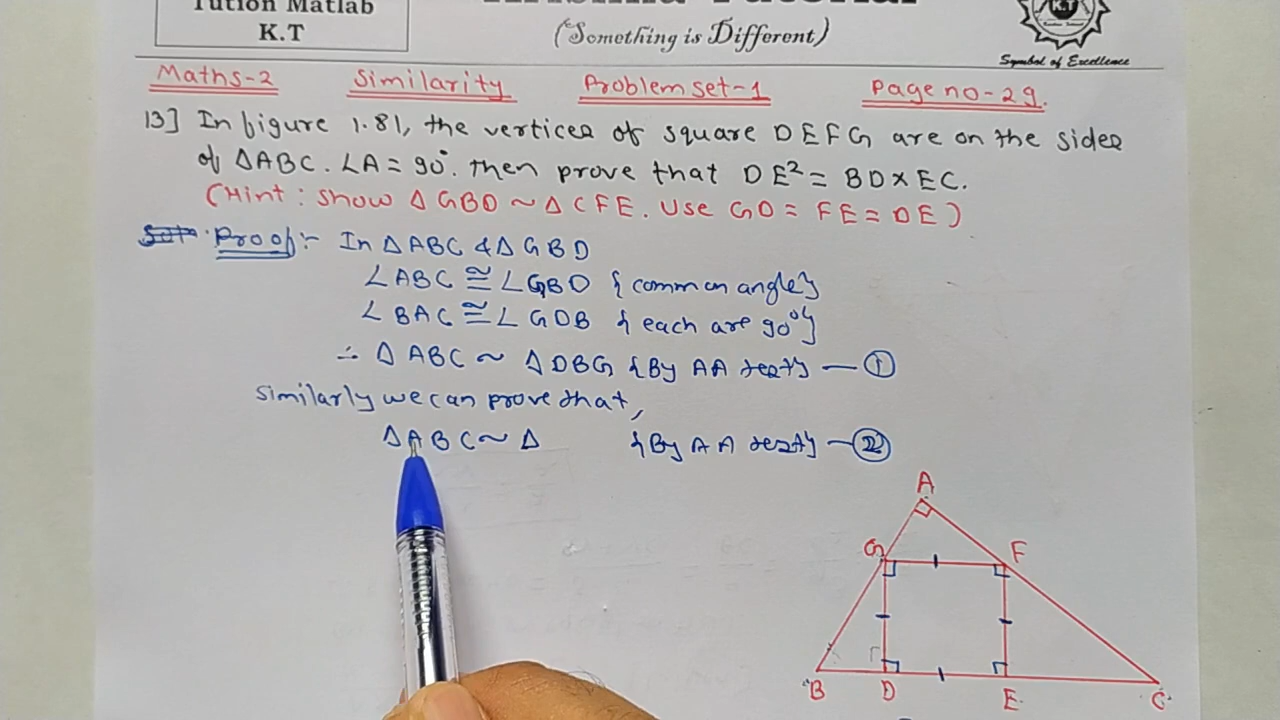 Tution Matlab
K.T
(Something is Different)
K.T
Symbol of Excellence
Maths-2 Similarity Problem set-1 Page no-29.
13] In figure 1.81, the vertices of square DEFG are on the sides
of ΔABC. ∠A = 90°. then prove that DE² = BD × EC.
(Hint : Show ΔGBD ~ ΔCFE. Use GD = FE = DE)
Proof :- In ΔABC & ΔGBD
∠ABC ≅ ∠GBD {common angle}
∠BAC ≅ ∠GDB {each are 90°}
∴ ΔABC ~ ΔDBG {By AA test} — ①
Similarly we can prove that,
ΔABC ~ Δ {By AA test} — ②
A
G F
B D E C